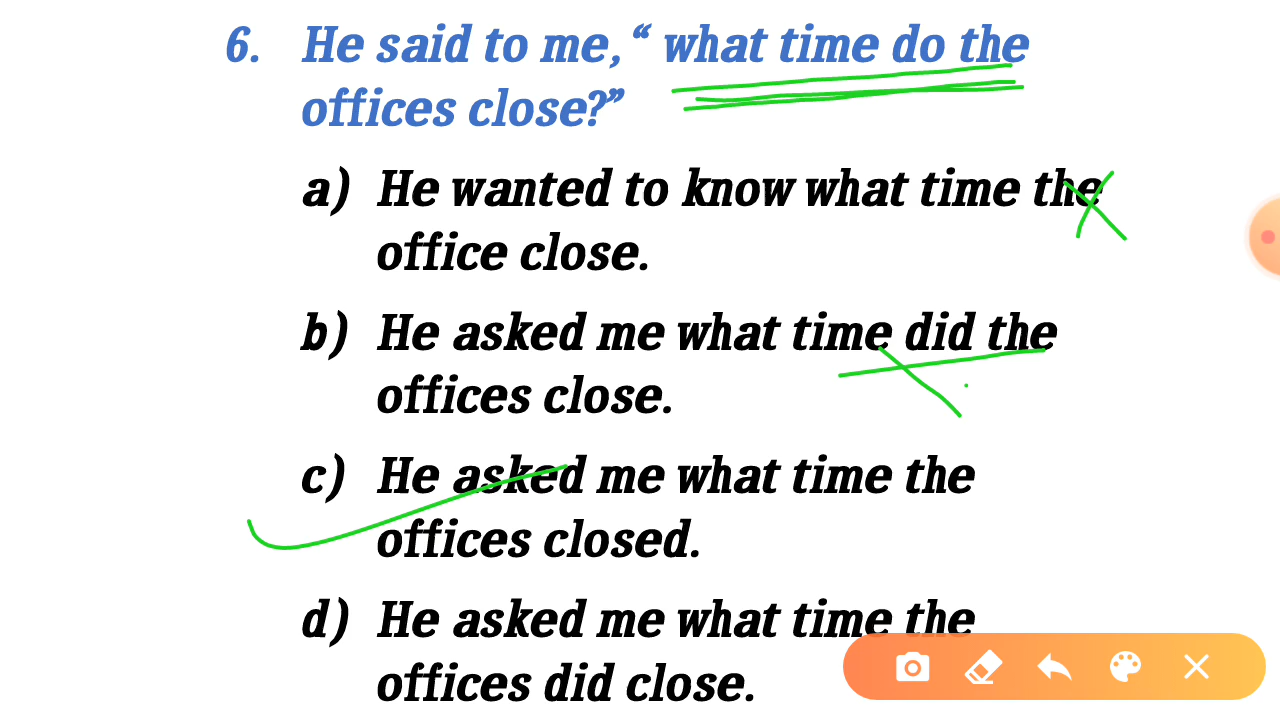 6. He said to me, “ what time do the
offices close?”
a) He wanted to know what time the
office close.
b) He asked me what time did the
offices close.
c) He asked me what time the
offices closed.
d) He asked me what time the
offices did close.